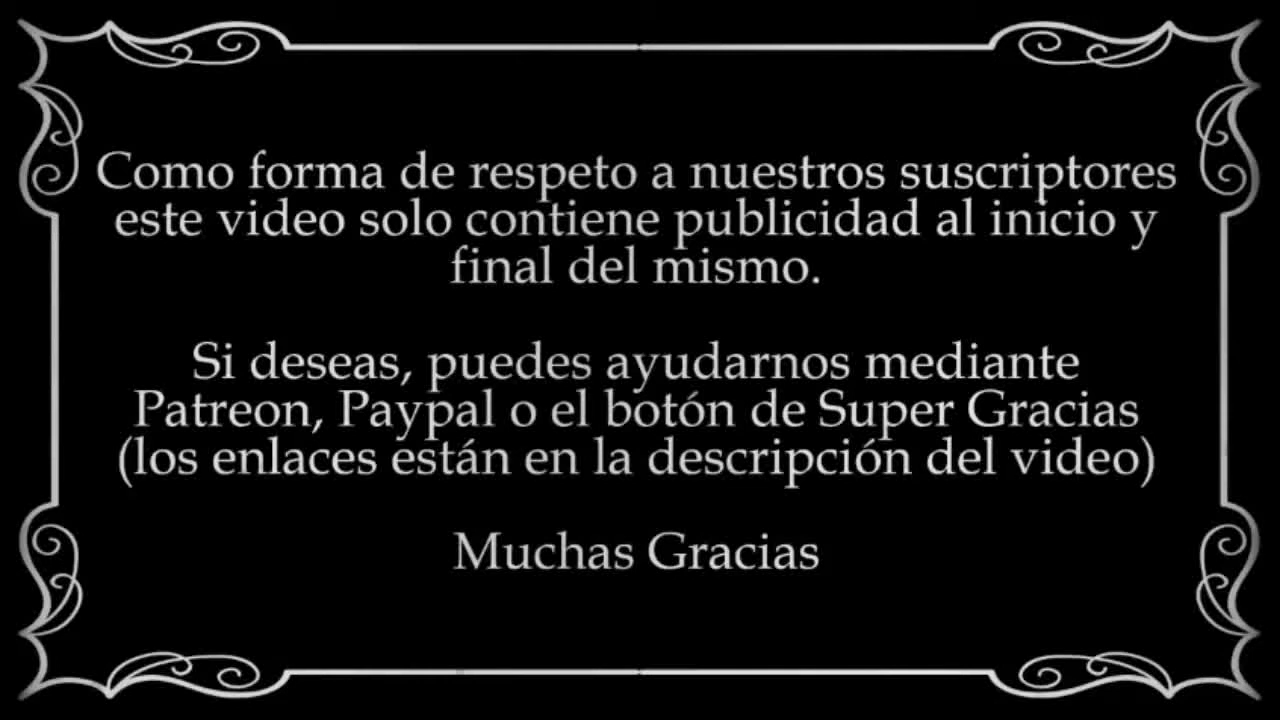 Como forma de respeto a nuestros suscriptores
este video solo contiene publicidad al inicio y
final del mismo.
Si deseas, puedes ayudarnos mediante
Patreon, Paypal o el botón de Super Gracias
(los enlaces están en la descripción del video)
Muchas Gracias